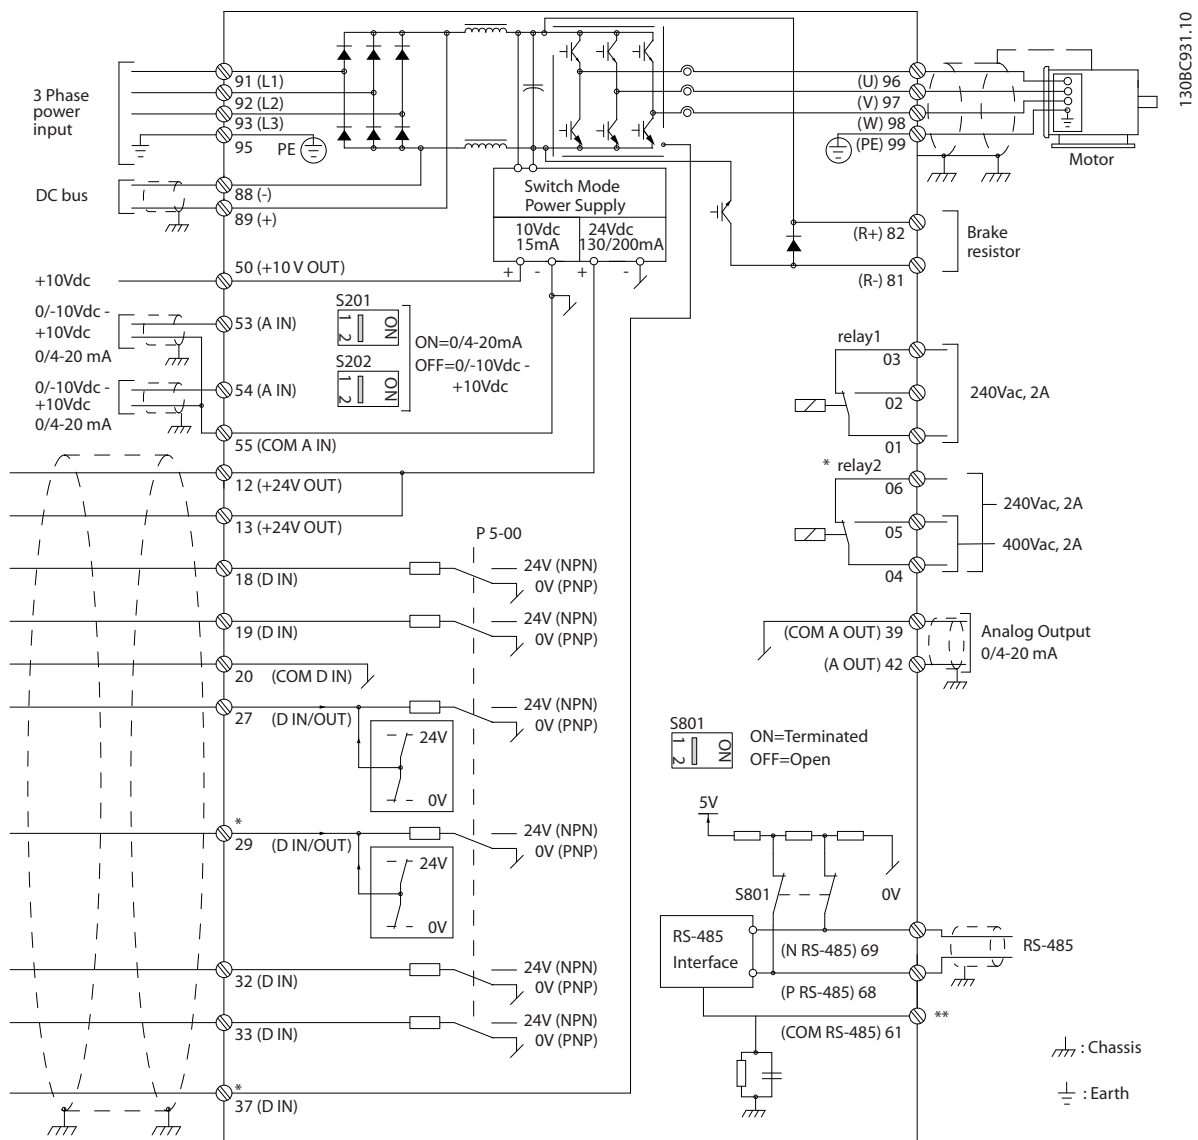 130BC931.10
3 Phase
power
input
91 (L1)
92 (L2)
93 (L3)
95
PE
DC bus
88 (-)
89 (+)
Switch Mode
Power Supply
10Vdc
15mA
24Vdc
130/200mA
+ - + -
(U) 96
(V) 97
(W) 98
(PE) 99
Motor
(R+) 82
Brake
resistor
(R-) 81
+10Vdc
50 (+10 V OUT)
0/-10Vdc -
+10Vdc
0/4-20 mA
53 (A IN)
S201
1
2
ON
S202
1
2
ON
ON=0/4-20mA
OFF=0/-10Vdc -
+10Vdc
0/-10Vdc -
+10Vdc
0/4-20 mA
54 (A IN)
55 (COM A IN)
relay1
03
02
01
240Vac, 2A
* relay2
06
05
04
240Vac, 2A
400Vac, 2A
12 (+24V OUT)
13 (+24V OUT)
P 5-00
18 (D IN)
24V (NPN)
0V (PNP)
19 (D IN)
24V (NPN)
0V (PNP)
20 (COM D IN)
27 (D IN/OUT)
24V (NPN)
0V (PNP)
24V
0V
*
29 (D IN/OUT)
24V (NPN)
0V (PNP)
24V
0V
32 (D IN)
24V (NPN)
0V (PNP)
33 (D IN)
24V (NPN)
0V (PNP)
*
37 (D IN)
(COM A OUT) 39
(A OUT) 42
Analog Output
0/4-20 mA
S801
1
2
ON
ON=Terminated
OFF=Open
5V
S801
0V
RS-485
Interface
(N RS-485) 69
(P RS-485) 68
(COM RS-485) 61
RS-485
**
: Chassis
: Earth